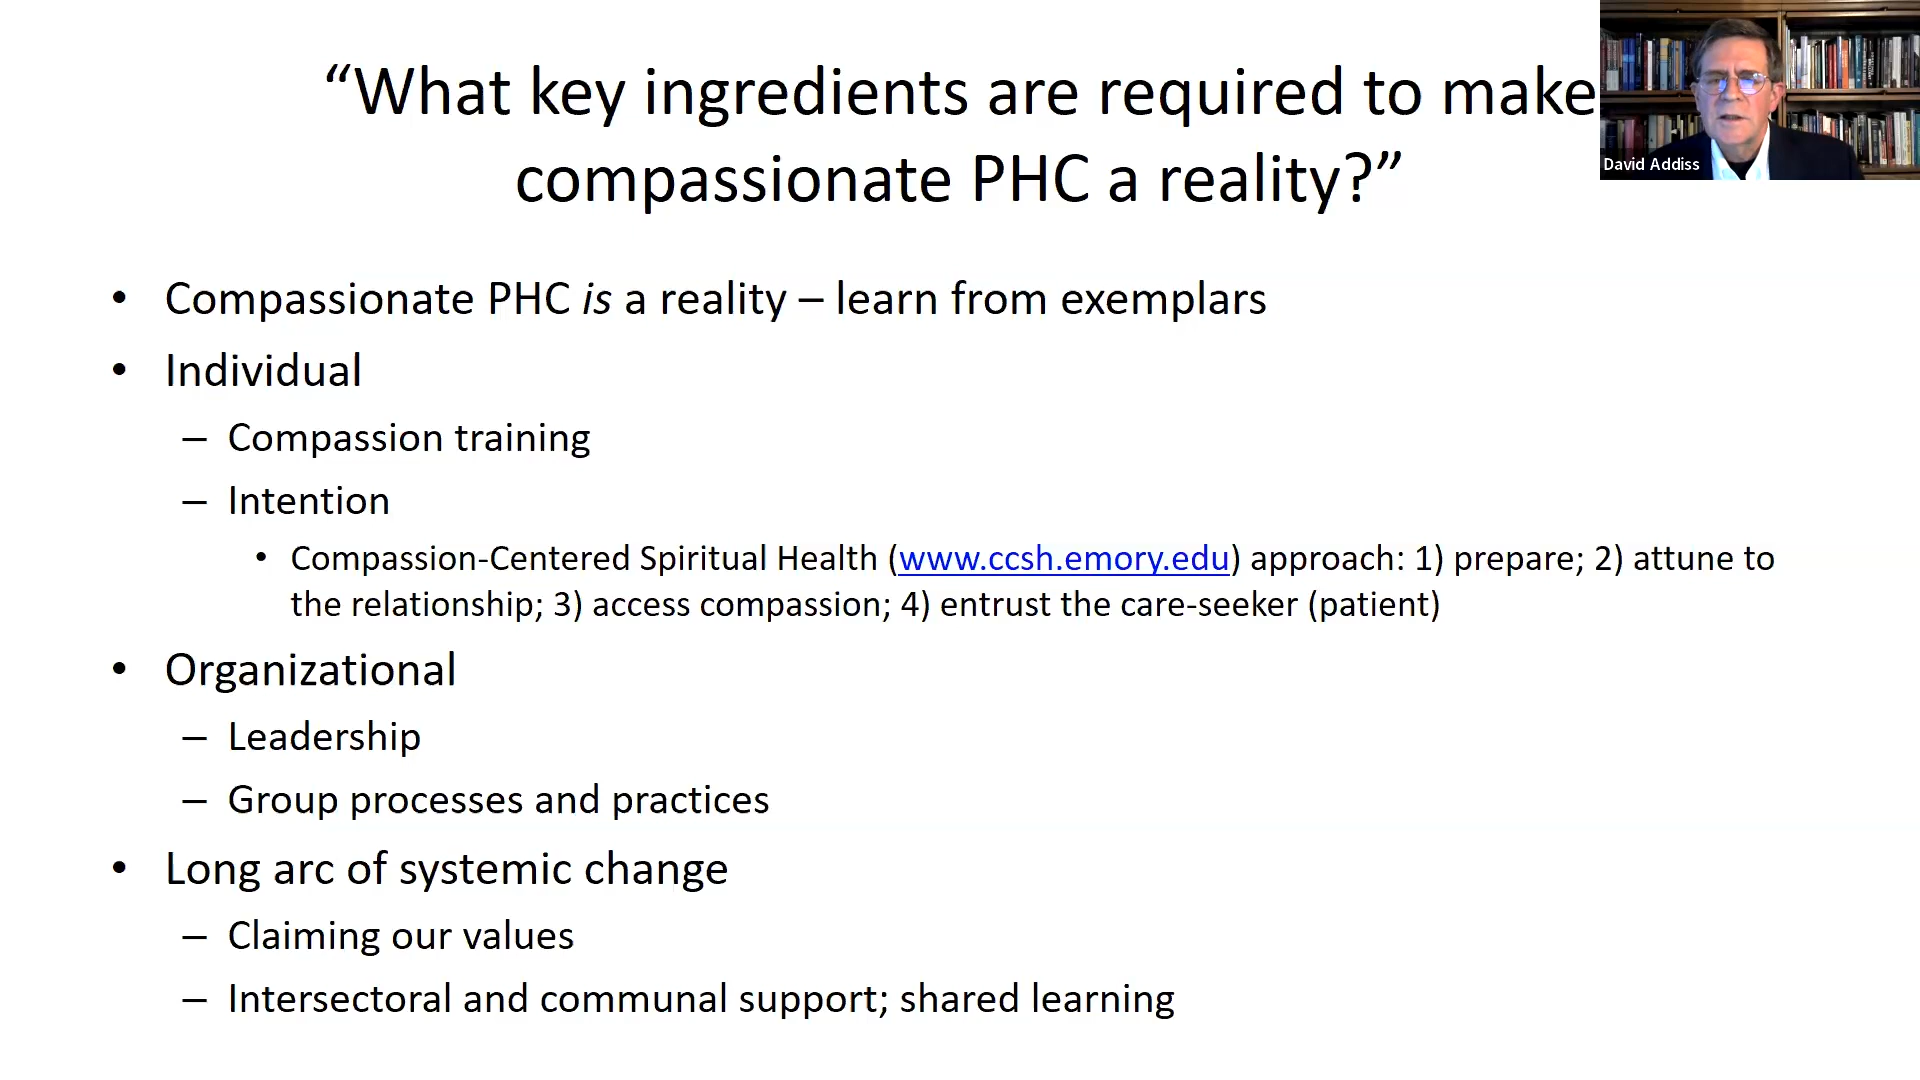 “What key ingredients are required to make
compassionate PHC a reality?”
David Addiss
• Compassionate PHC is a reality – learn from exemplars
• Individual
– Compassion training
– Intention
• Compassion-Centered Spiritual Health (www.ccsh.emory.edu) approach: 1) prepare; 2) attune to
the relationship; 3) access compassion; 4) entrust the care-seeker (patient)
• Organizational
– Leadership
– Group processes and practices
• Long arc of systemic change
– Claiming our values
– Intersectoral and communal support; shared learning